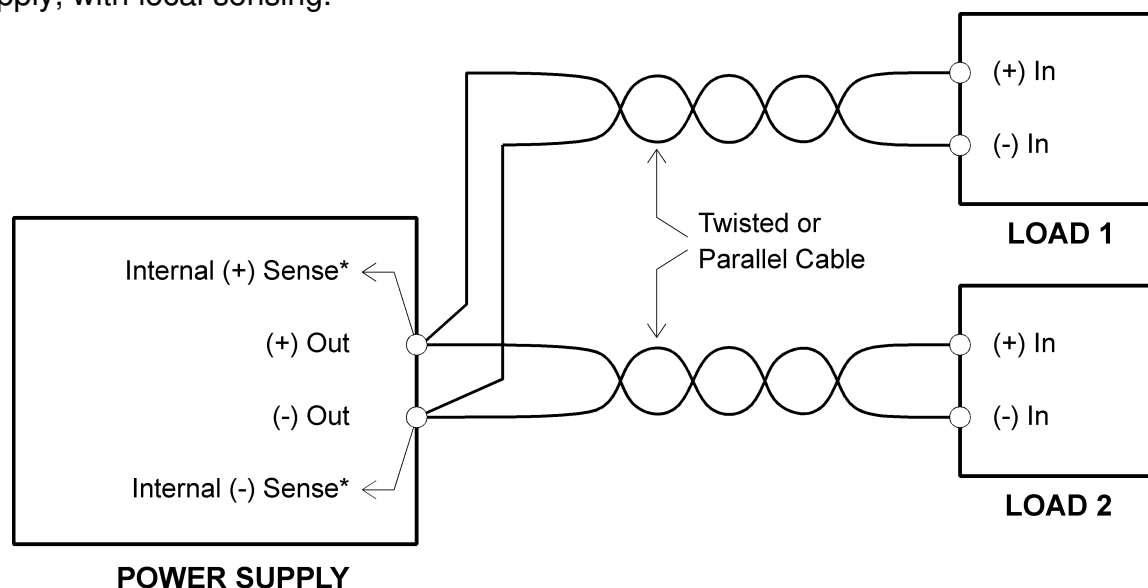 pply, with local sensing.
(+) In
(-) In
LOAD 1
Twisted or
Parallel Cable
Internal (+) Sense*
(+) Out
(-) Out
Internal (-) Sense*
POWER SUPPLY
(+) In
(-) In
LOAD 2